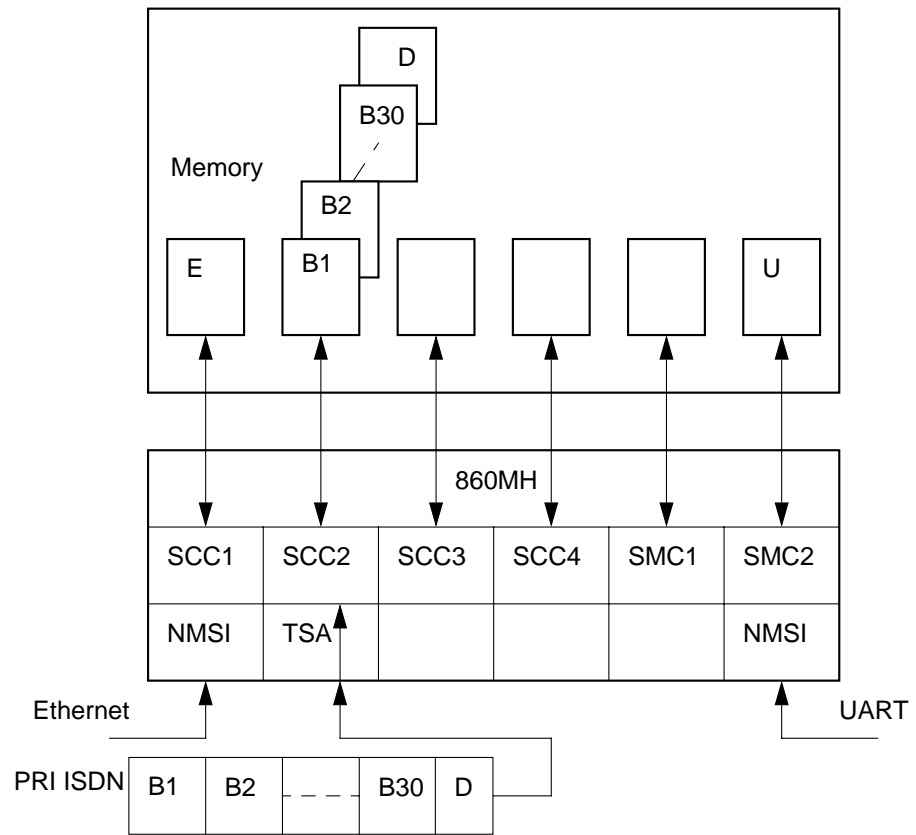 D
B30
Memory
B2
E
B1
U
860MH
SCC1 SCC2 SCC3 SCC4 SMC1 SMC2
NMSI TSA NMSI
Ethernet UART
PRI ISDN B1 B2 B30 D